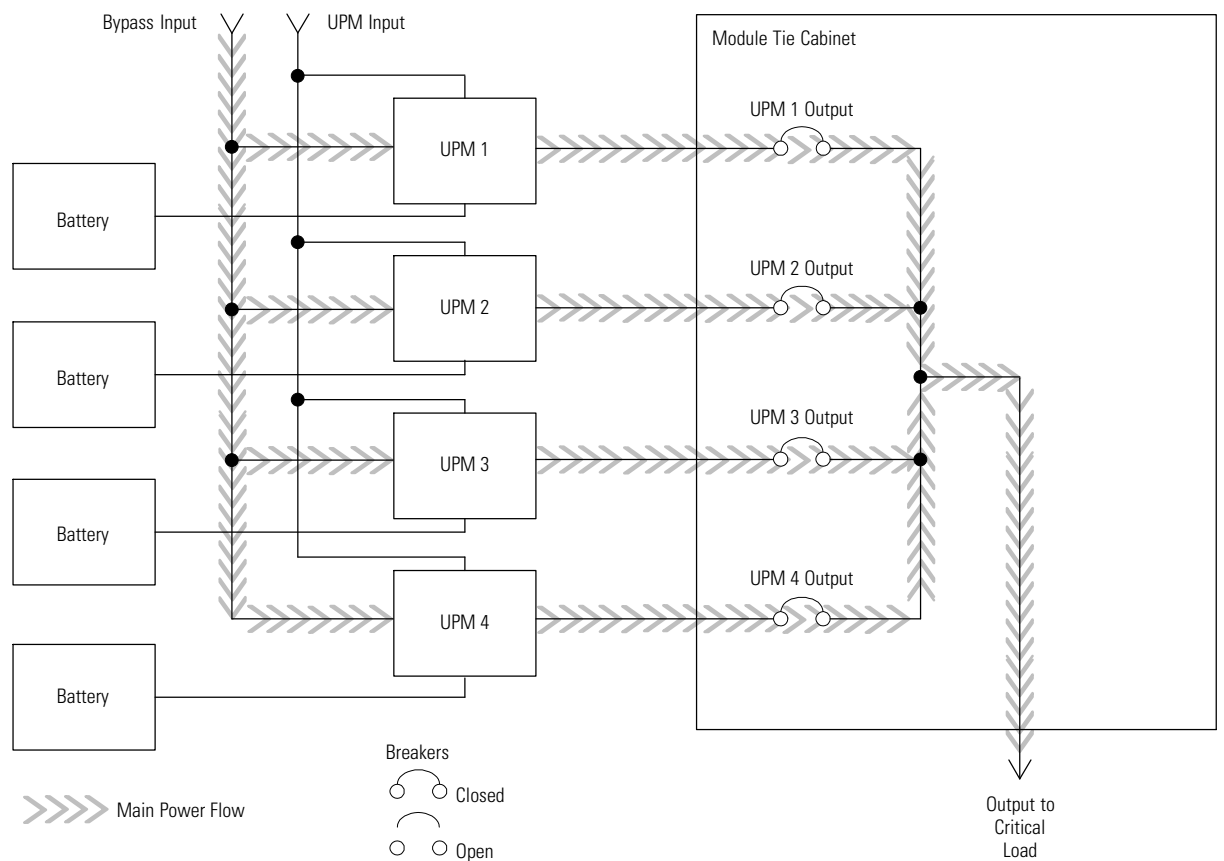 Bypass Input
UPM Input
Module Tie Cabinet
UPM 1 Output
UPM 1
Battery
UPM 2 Output
UPM 2
Battery
UPM 3 Output
UPM 3
Battery
UPM 4 Output
UPM 4
Battery
Breakers
Closed
Open
Main Power Flow
Output to
Critical
Load